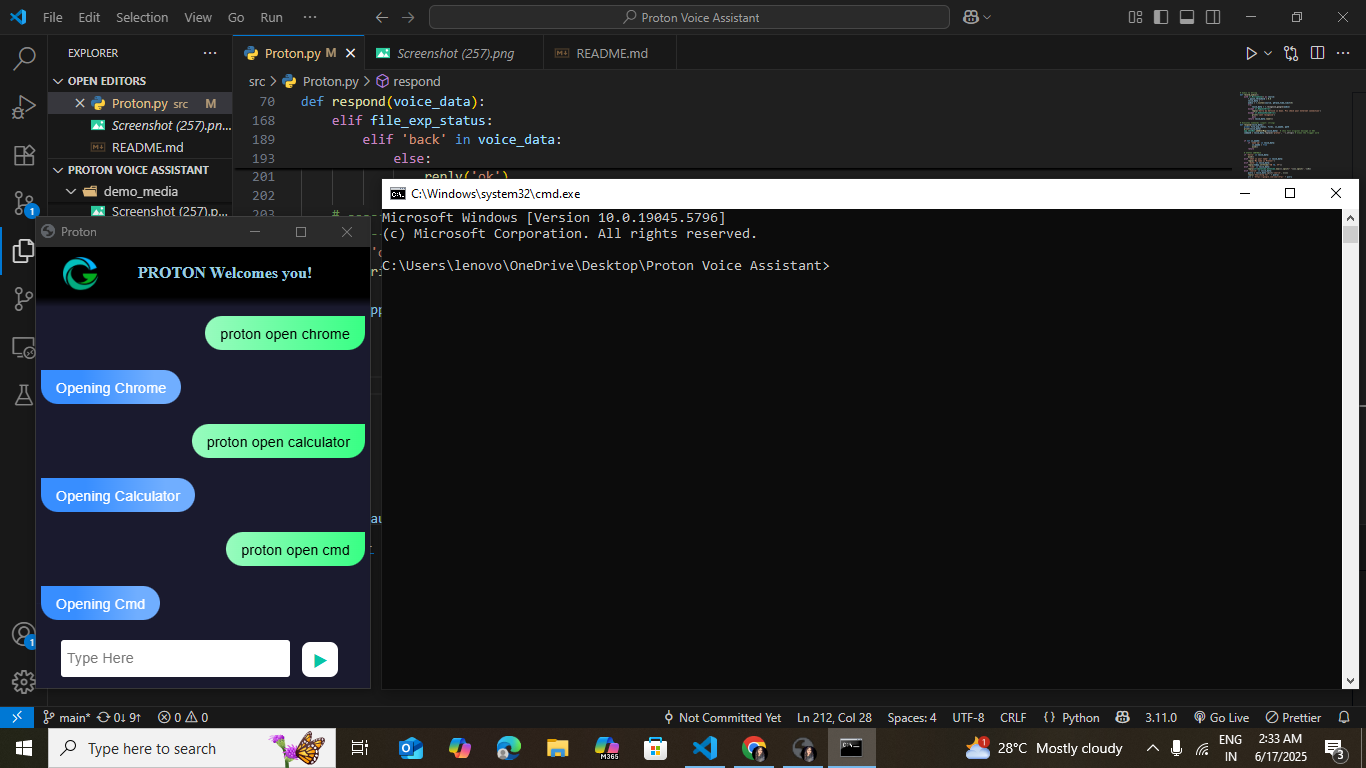 File Edit Selection View Go Run ···
Proton Voice Assistant
EXPLORER ···
OPEN EDITORS
Proton.py src M
Screenshot (257).pn...
README.md
PROTON VOICE ASSISTANT
demo_media
Screenshot (257).p...
Proton.py M
Screenshot (257).png
README.md
src > Proton.py > respond
70 def respond(voice_data):
168 elif file_exp_status:
189 elif 'back' in voice_data:
193 else:
201 reply('ok')
202
203
C:\Windows\system32\cmd.exe
Microsoft Windows [Version 10.0.19045.5796]
(c) Microsoft Corporation. All rights reserved.
C:\Users\lenovo\OneDrive\Desktop\Proton Voice Assistant>
Proton
PROTON Welcomes you!
proton open chrome
Opening Chrome
proton open calculator
Opening Calculator
proton open cmd
Opening Cmd
Type Here
1
1
main* 0↓ 9↑ 0 0
Not Committed Yet Ln 212, Col 28 Spaces: 4 UTF-8 CRLF {} Python 3.11.0 Go Live Prettier
Type here to search
M365
1
28°C Mostly cloudy
ENG
IN
2:33 AM
6/17/2025
3